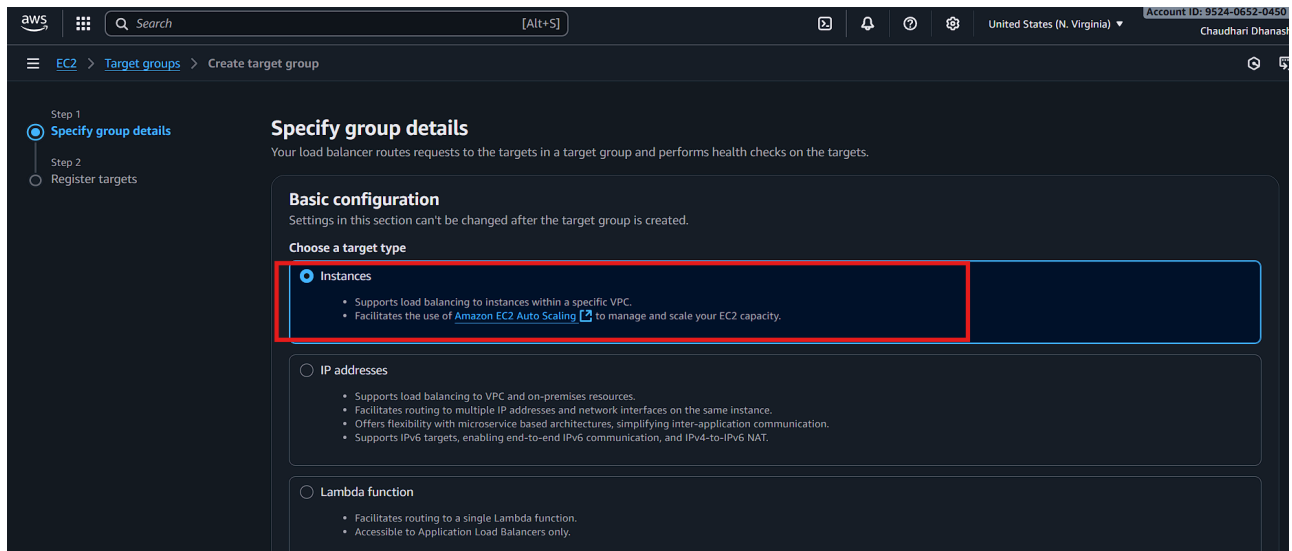 aws
Search
[Alt+S]
United States (N. Virginia) ▼
Account ID: 9524-0652-0450
Chaudhari Dhanash
EC2 > Target groups > Create target group
Step 1
Specify group details
Step 2
Register targets
Specify group details
Your load balancer routes requests to the targets in a target group and performs health checks on the targets.
Basic configuration
Settings in this section can't be changed after the target group is created.
Choose a target type
Instances
• Supports load balancing to instances within a specific VPC.
• Facilitates the use of Amazon EC2 Auto Scaling to manage and scale your EC2 capacity.
IP addresses
• Supports load balancing to VPC and on-premises resources.
• Facilitates routing to multiple IP addresses and network interfaces on the same instance.
• Offers flexibility with microservice based architectures, simplifying inter-application communication.
• Supports IPv6 targets, enabling end-to-end IPv6 communication, and IPv4-to-IPv6 NAT.
Lambda function
• Facilitates routing to a single Lambda function.
• Accessible to Application Load Balancers only.